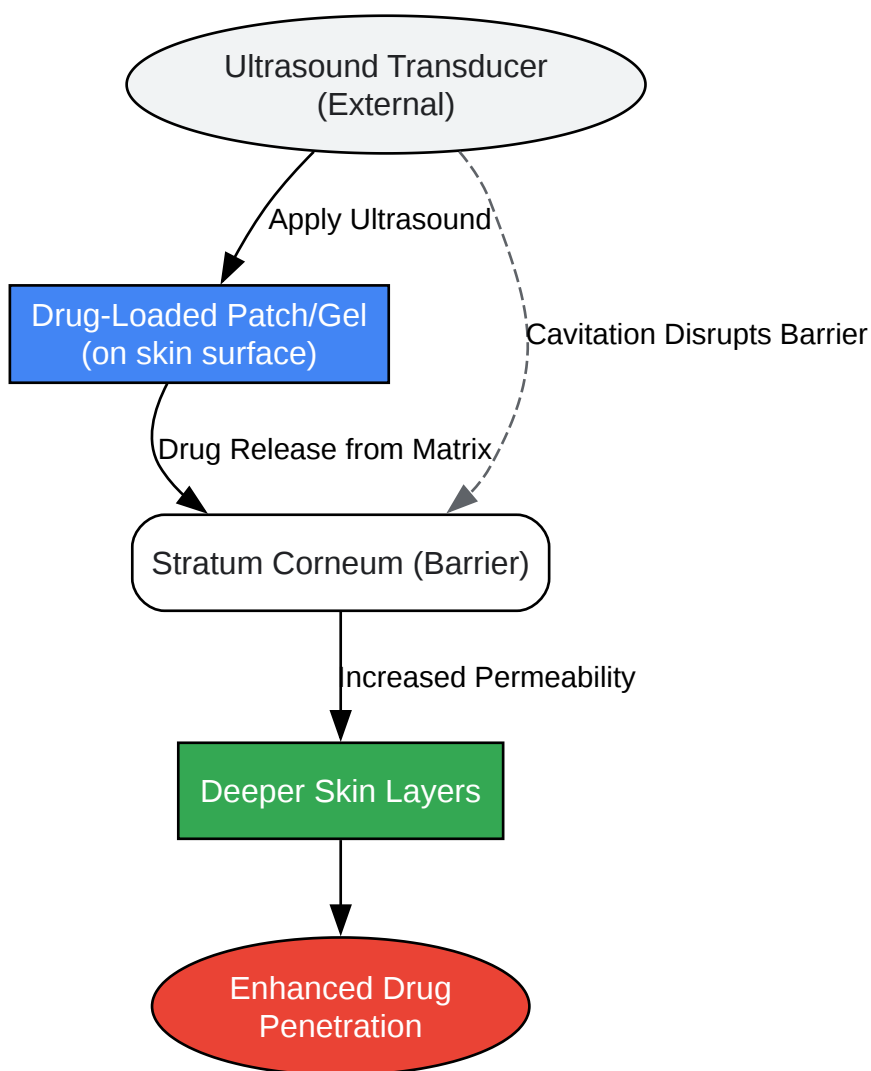 Ultrasound Transducer
(External)
Apply Ultrasound
Drug-Loaded Patch/Gel
(on skin surface)
Cavitation Disrupts Barrier
Drug Release from Matrix
Stratum Corneum (Barrier)
Increased Permeability
Deeper Skin Layers
Enhanced Drug
Penetration